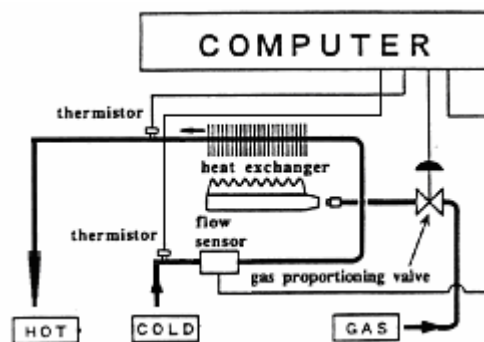 COMPUTER
thermistor
heat exchanger
flow
sensor
thermistor
gas proportioning valve
HOT
COLD
GAS